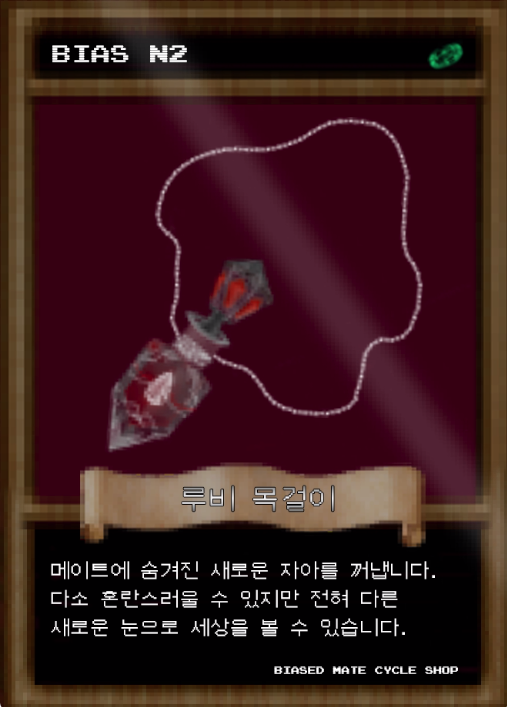 BIAS N2
루비 목걸이
메이트에 숨겨진 새로운 자아를 꺼냅니다.
다소 혼란스러울 수 있지만 전혀 다른
새로운 눈으로 세상을 볼 수 있습니다.
BIASED MATE CYCLE SHOP